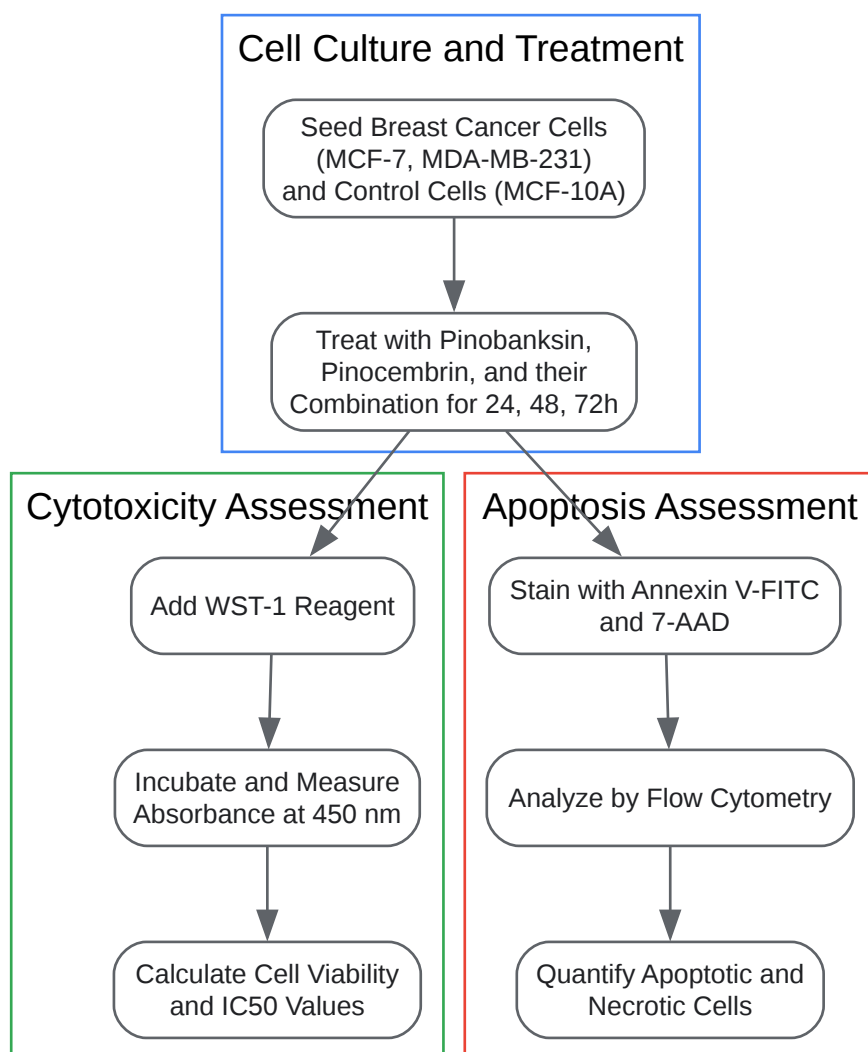 Cell Culture and Treatment
Seed Breast Cancer Cells
(MCF-7, MDA-MB-231)
and Control Cells (MCF-10A)
Treat with Pinobanksin,
Pinocembrin, and their
Combination for 24, 48, 72h
Cytotoxicity Assessment
Add WST-1 Reagent
Incubate and Measure
Absorbance at 450 nm
Calculate Cell Viability
and IC50 Values
Apoptosis Assessment
Stain with Annexin V-FITC
and 7-AAD
Analyze by Flow Cytometry
Quantify Apoptotic and
Necrotic Cells